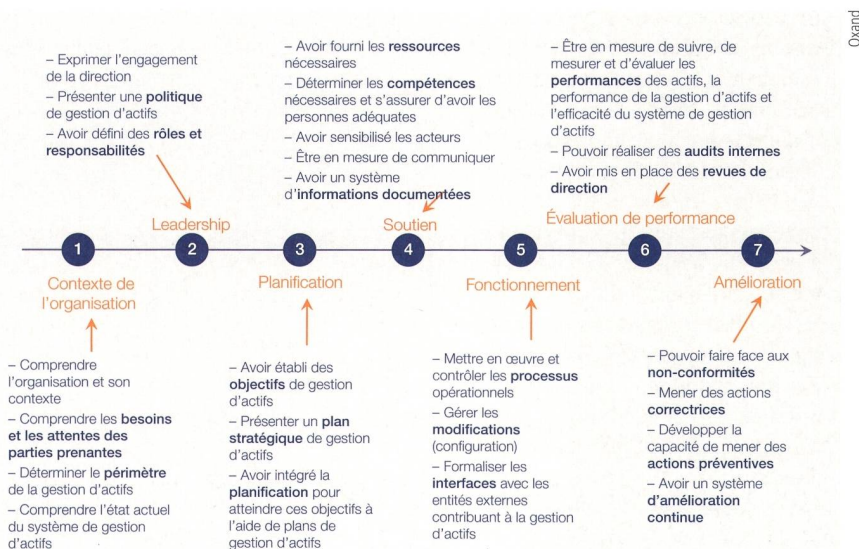 Oxand
– Exprimer l'engagement
de la direction
– Présenter une politique
de gestion d'actifs
– Avoir défini des rôles et
responsabilités
– Avoir fourni les ressources
nécessaires
– Déterminer les compétences
nécessaires et s'assurer d'avoir les
personnes adéquates
– Avoir sensibilisé les acteurs
– Être en mesure de communiquer
– Avoir un système
d'informations documentées
– Être en mesure de suivre, de
mesurer et d'évaluer les
performances des actifs, la
performance de la gestion d'actifs et
l'efficacité du système de gestion
d'actifs
– Pouvoir réaliser des audits internes
– Avoir mis en place des revues de
direction
Leadership
Soutien
Évaluation de performance
1
2
3
4
5
6
7
Contexte de
l'organisation
Planification
Fonctionnement
Amélioration
– Comprendre
l'organisation et son
contexte
– Comprendre les besoins
et les attentes des
parties prenantes
– Déterminer le périmètre
de la gestion d'actifs
– Comprendre l'état actuel
du système de gestion
d'actifs
– Avoir établi des
objectifs de gestion
d'actifs
– Présenter un plan
stratégique de gestion
d'actifs
– Avoir intégré la
planification pour
atteindre ces objectifs à
l'aide de plans de
gestion d'actifs
– Mettre en œuvre et
contrôler les processus
opérationnels
– Gérer les
modifications
(configuration)
– Formaliser les
interfaces avec les
entités externes
contribuant à la gestion
d'actifs
– Pouvoir faire face aux
non-conformités
– Mener des actions
correctrices
– Développer la
capacité de mener des
actions préventives
– Avoir un système
d'amélioration
continue